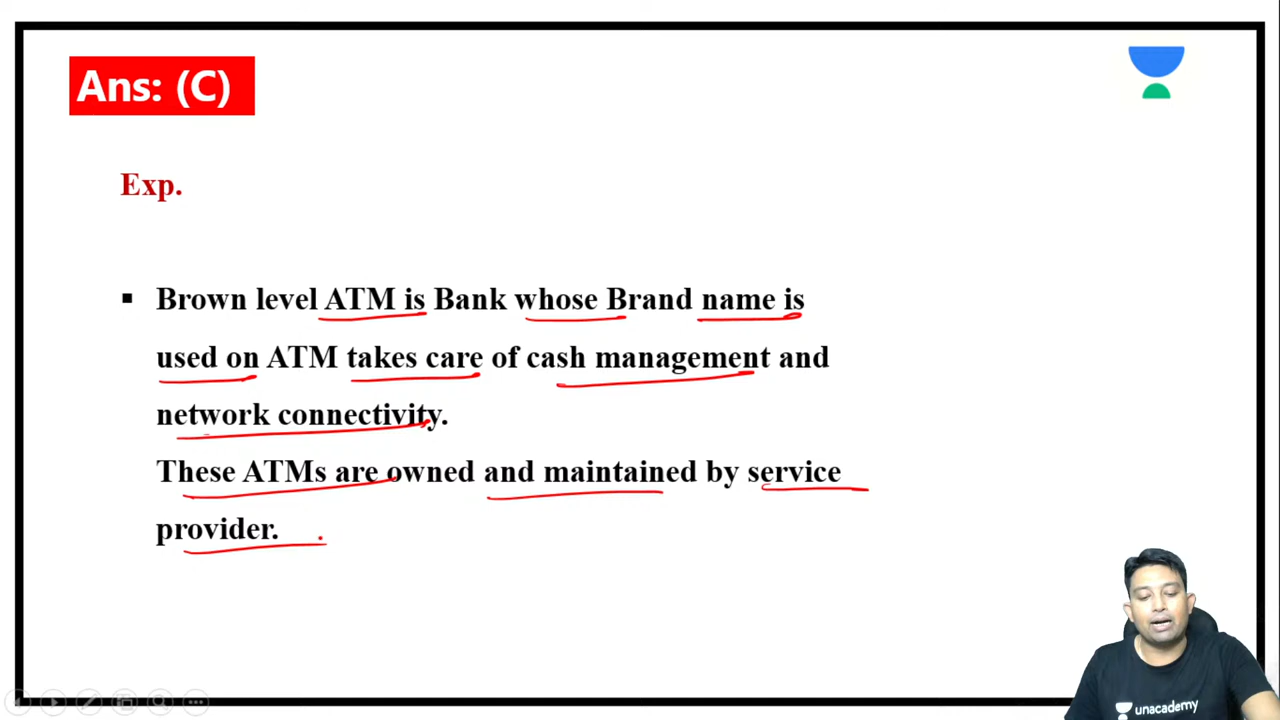 Ans: (C)
Exp.
▪ Brown level ATM is Bank whose Brand name is
used on ATM takes care of cash management and
network connectivity.
These ATMs are owned and maintained by service
provider.
unacademy